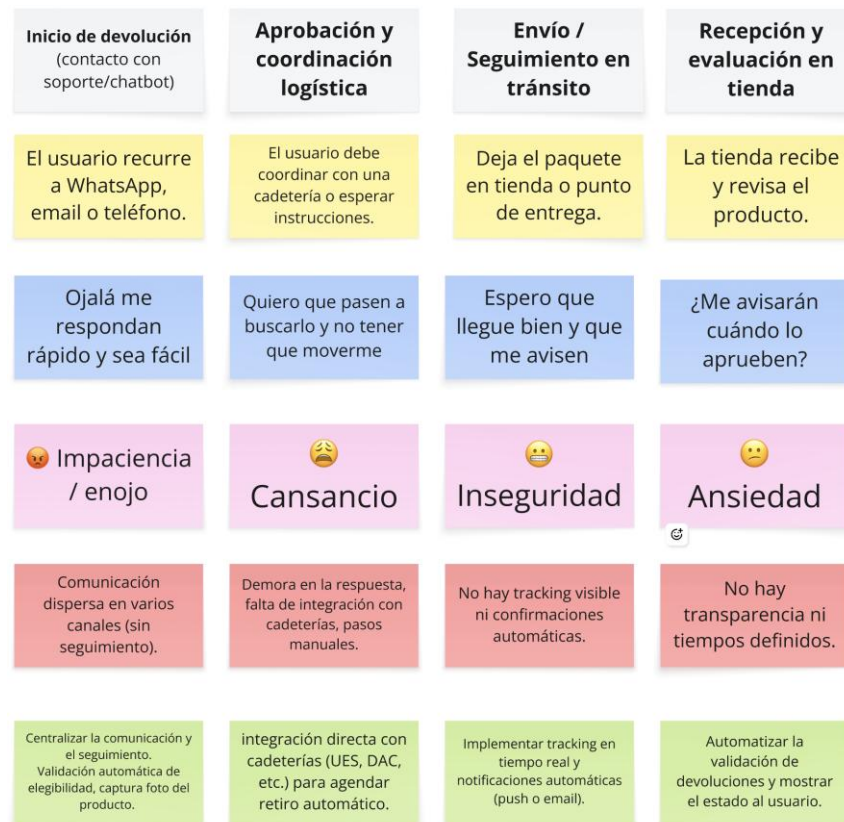 Inicio de devolución
(contacto con
soporte/chatbot)
Aprobación y
coordinación
logística
Envío /
Seguimiento en
tránsito
Recepción y
evaluación en
tienda
El usuario recurre
a WhatsApp,
email o teléfono.
El usuario debe
coordinar con una
cadetería o esperar
instrucciones.
Deja el paquete
en tienda o punto
de entrega.
La tienda recibe
y revisa el
producto.
Ojalá me
respondan
rápido y sea fácil
Quiero que pasen a
buscarlo y no tener
que moverme
Espero que
llegue bien y que
me avisen
¿Me avisarán
cuándo lo
aprueben?
😡 Impaciencia
/ enojo
😩
Cansancio
😬
Inseguridad
😕
Ansiedad
Comunicación
dispersa en varios
canales (sin
seguimiento).
Demora en la respuesta,
falta de integración con
cadeterías, pasos
manuales.
No hay tracking visible
ni confirmaciones
automáticas.
No hay
transparencia ni
tiempos definidos.
Centralizar la comunicación y
el seguimiento.
Validación automática de
elegibilidad, captura foto del
producto.
integración directa con
cadeterías (UES, DAC,
etc.) para agendar
retiro automático.
Implementar tracking en
tiempo real y
notificaciones automáticas
(push o email).
Automatizar la
validación de
devoluciones y mostrar
el estado al usuario.